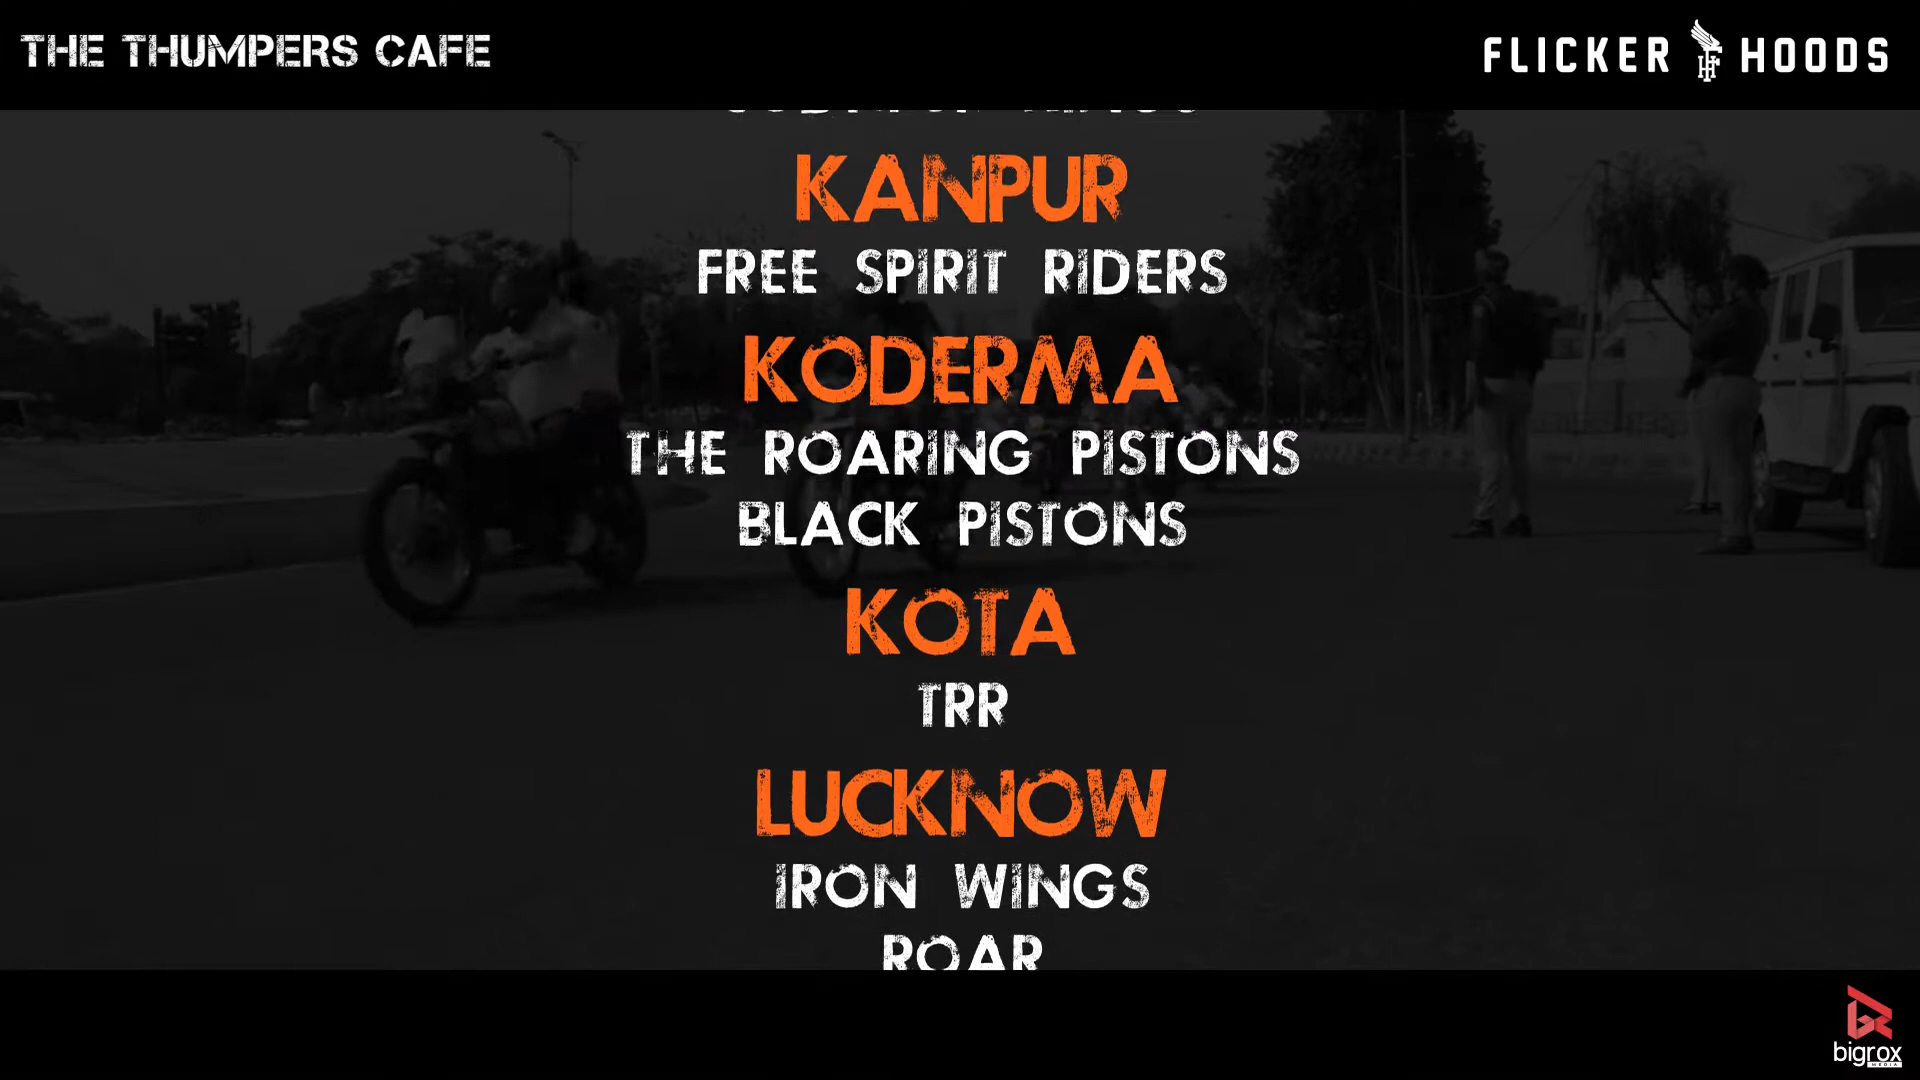 THE THUMPERS CAFE
FLICKER HOODS
KANPUR
FREE SPIRIT RIDERS
KODERMA
THE ROARING PISTONS
BLACK PISTONS
KOTA
TRR
LUCKNOW
IRON WINGS
ROAR
bigrox
MEDIA